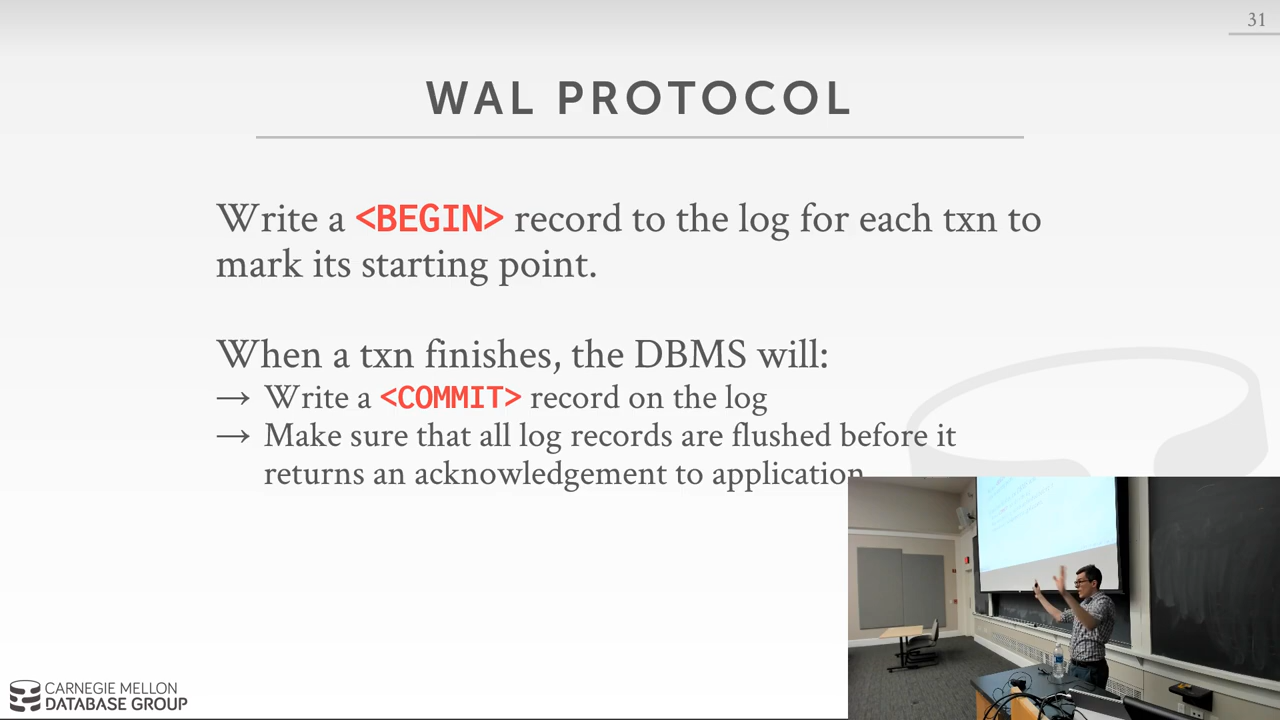 31
WAL PROTOCOL
Write a <BEGIN> record to the log for each txn to
mark its starting point.
When a txn finishes, the DBMS will:
→ Write a <COMMIT> record on the log
→ Make sure that all log records are flushed before it
returns an acknowledgement to application
CARNEGIE MELLON
DATABASE GROUP